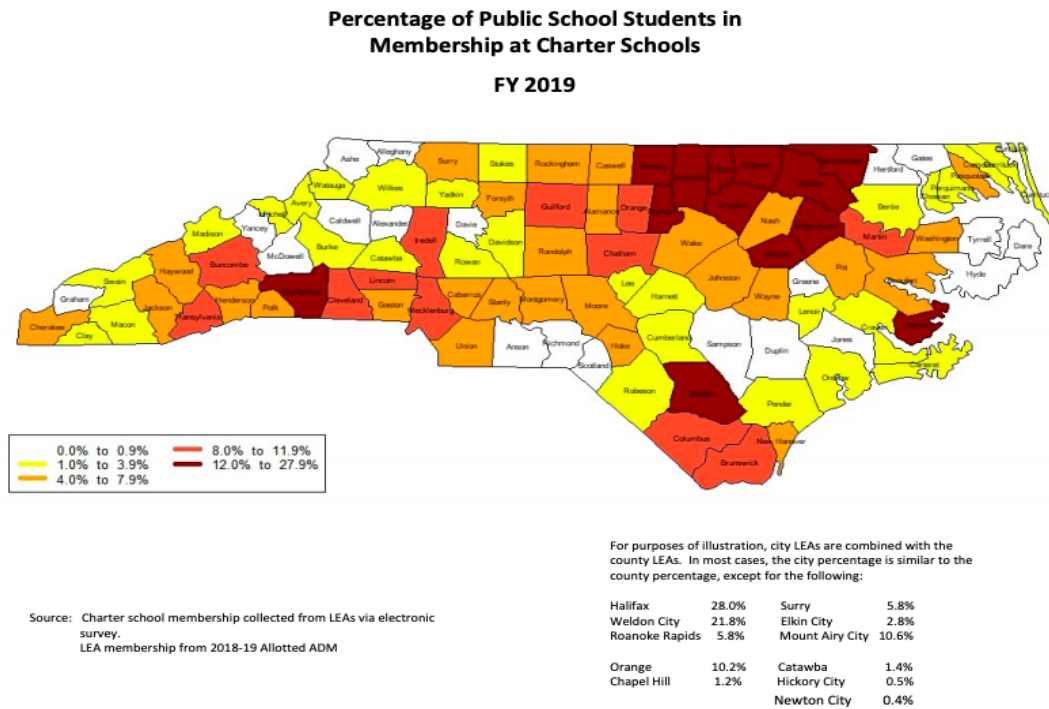 Percentage of Public School Students in
Membership at Charter Schools
FY 2019
Ashe
Alleghany
Surry
Stokes
Rockingham
Caswell
Hertford
Gates
Watauga
Wilkes
Yadkin
Forsyth
Guilford
Alamance
Orange
Bertie
Perquimans
Chowan
Pasquotank
Mitchell
Avery
Caldwell
Alexander
Iredell
Davie
Davidson
Randolph
Chatham
Wake
Nash
Martin
Washington
Tyrrell
Dare
Madison
Yancey
Burke
Catawba
Rowan
McDowell
Buncombe
Haywood
Swain
Graham
Cherokee
Clay
Macon
Jackson
Transylvania
Henderson
Polk
Cleveland
Lincoln
Gaston
Mecklenburg
Cabarrus
Stanly
Montgomery
Moore
Lee
Harnett
Johnston
Wayne
Greene
Pitt
Beaufort
Hyde
Lenoir
Craven
Jones
Carteret
Onslow
Duplin
Sampson
Cumberland
Hoke
Scotland
Richmond
Anson
Union
Robeson
Pender
Columbus
New Hanover
Brunswick
0.0% to 0.9%
1.0% to 3.9%
4.0% to 7.9%
8.0% to 11.9%
12.0% to 27.9%
For purposes of illustration, city LEAs are combined with the
county LEAs. In most cases, the city percentage is similar to the
county percentage, except for the following:
Halifax 28.0% Surry 5.8%
Weldon City 21.8% Elkin City 2.8%
Roanoke Rapids 5.8% Mount Airy City 10.6%
Orange 10.2% Catawba 1.4%
Chapel Hill 1.2% Hickory City 0.5%
Newton City 0.4%
Source: Charter school membership collected from LEAs via electronic
survey.
LEA membership from 2018-19 Allotted ADM